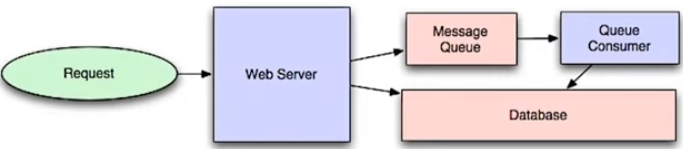 Request
Web Server
Message
Queue
Queue
Consumer
Database